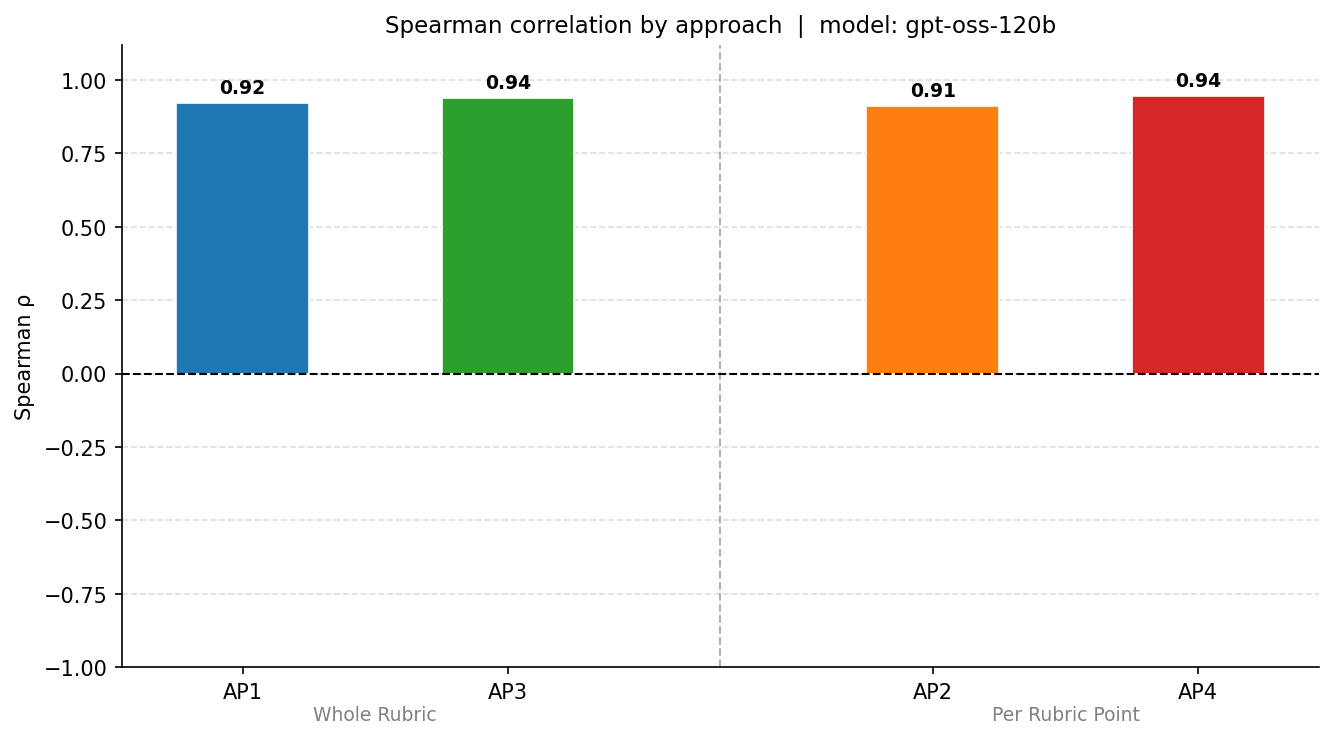 Spearman correlation by approach | model: gpt-oss-120b
Spearman ρ
1.00
0.75
0.50
0.25
0.00
−0.25
−0.50
−0.75
−1.00
0.92
0.94
0.91
0.94
AP1
AP3
AP2
AP4
Whole Rubric
Per Rubric Point